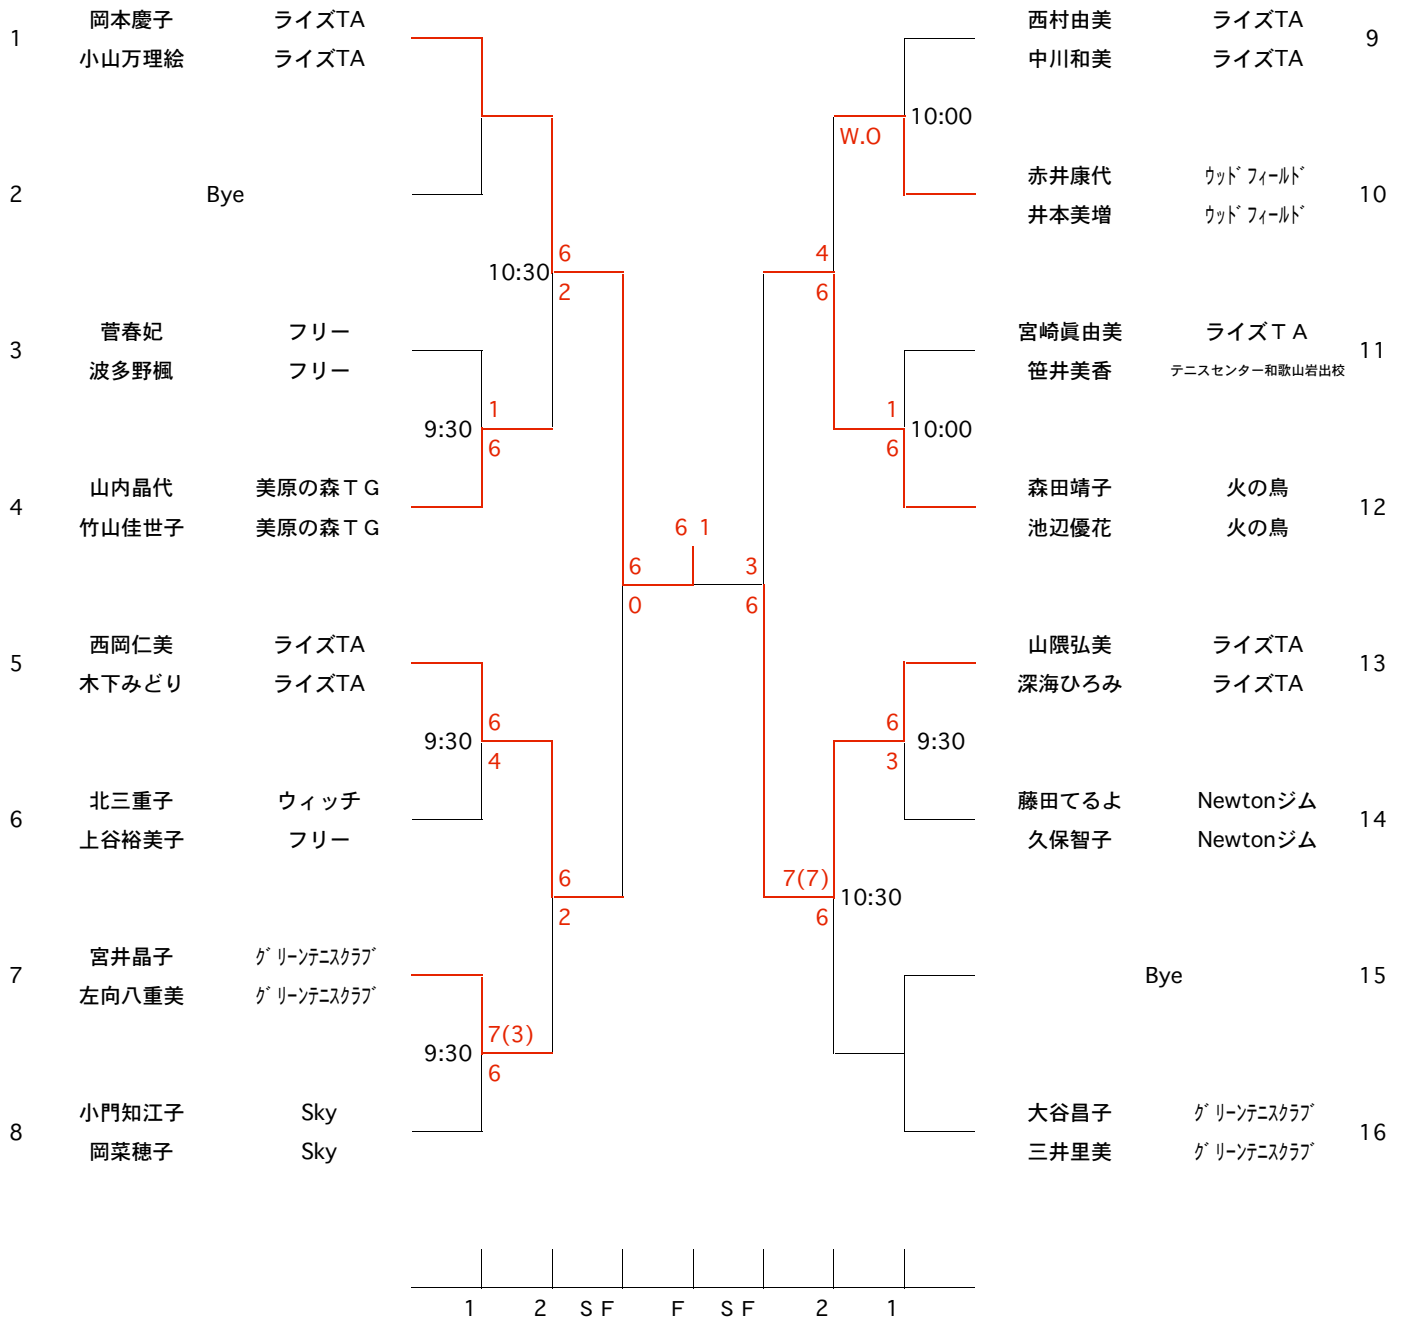 1 岡本慶子 ライズTA
小山万理絵 ライズTA
2 Bye
10:30 6
2
3 菅春妃 フリー
波多野楓 フリー
9:30 1
6
4 山内晶代 美原の森ＴＧ
竹山佳世子 美原の森ＴＧ
6 1
6
0
3
6
5 西岡仁美 ライズTA
木下みどり ライズTA
9:30 6
4
6 北三重子 ウィッチ
上谷裕美子 フリー
6
2
7 宮井晶子 ｸﾞﾘｰﾝﾃﾆｽｸﾗﾌﾞ
左向八重美 ｸﾞﾘｰﾝﾃﾆｽｸﾗﾌﾞ
9:30 7(3)
6
8 小門知江子 Sky
岡菜穂子 Sky
西村由美 ライズTA 9
中川和美 ライズTA
W.O 10:00
赤井康代 ｳｯﾄﾞﾌｨｰﾙﾄﾞ 10
井本美増 ｳｯﾄﾞﾌｨｰﾙﾄﾞ
4
6
宮崎眞由美 ライズＴＡ 11
笹井美香 テニスセンター和歌山岩出校
1
6 10:00
森田靖子 火の鳥 12
池辺優花 火の鳥
山隈弘美 ライズTA 13
深海ひろみ ライズTA
6
3 9:30
藤田てるよ Newtonジム 14
久保智子 Newtonジム
7(7)
6 10:30
Bye 15
大谷昌子 ｸﾞﾘｰﾝﾃﾆｽｸﾗﾌﾞ 16
三井里美 ｸﾞﾘｰﾝﾃﾆｽｸﾗﾌﾞ
1 2 ＳＦ Ｆ ＳＦ 2 1